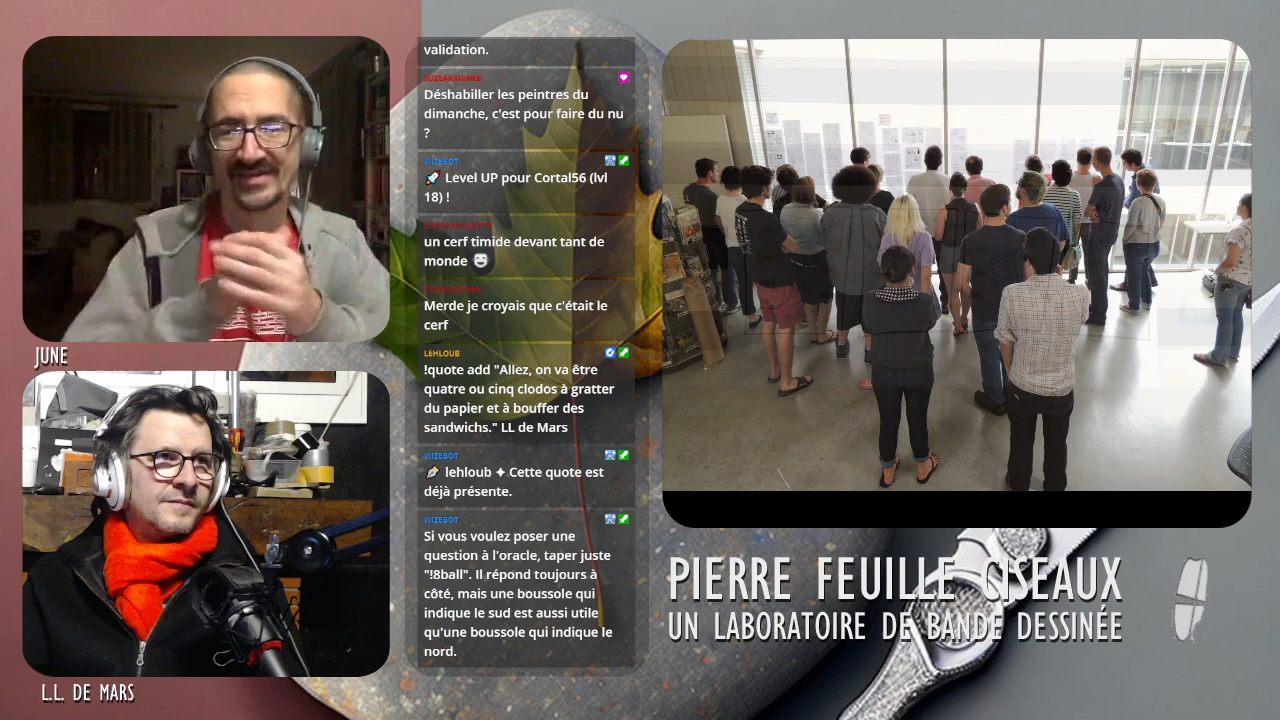 validation.
SUZEARAIGNEE
Déshabiller les peintres du
dimanche, c'est pour faire du nu
?
WIZEBOT
🚀 Level UP pour Cortal56 (lvl
18) !
un cerf timide devant tant de
monde
Merde je croyais que c'était le
cerf
LEHLOUB
!quote add "Allez, on va être
quatre ou cinq clodos à gratter
du papier et à bouffer des
sandwichs." LL de Mars
WIZEBOT
lehloub ✦ Cette quote est
déjà présente.
WIZEBOT
Si vous voulez poser une
question à l'oracle, taper juste
"!8ball". Il répond toujours à
côté, mais une boussole qui
indique le sud est aussi utile
qu'une boussole qui indique le
nord.
JUNE
L.L. DE MARS
PIERRE FEUILLE CISEAUX
UN LABORATOIRE DE BANDE DESSINÉE